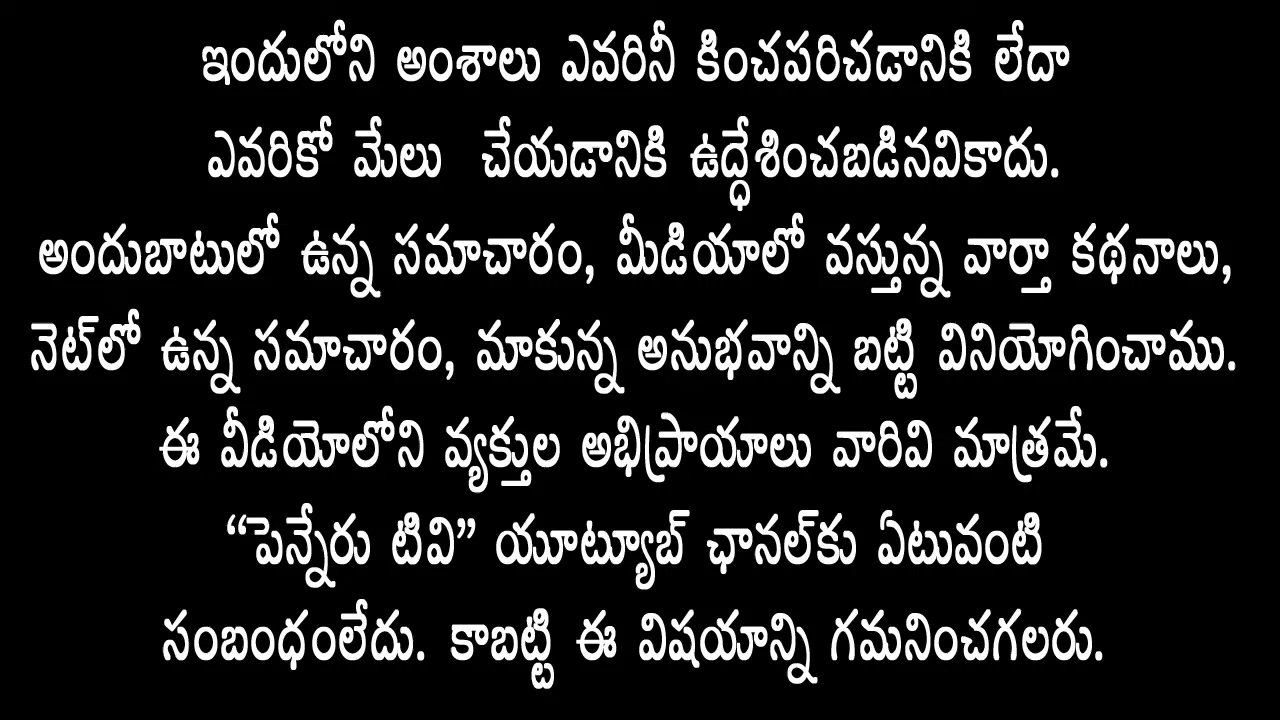 ఇందులోని అంశాలు ఎవరినీ కించపరిచడానికి లేదా
ఎవరికో మేలు చేయడానికి ఉద్ధేశించబడినవికాదు.
అందుబాటులో ఉన్న సమాచారం, మీడియాలో వస్తున్న వార్తా కథనాలు,
నెట్‌లో ఉన్న సమాచారం, మాకున్న అనుభవాన్ని బట్టి వినియోగించాము.
ఈ వీడియోలోని వ్యక్తుల అభిప్రాయాలు వారివి మాత్రమే.
“పెన్నేరు టివి” యూట్యూబ్ ఛానల్‌కు ఏటువంటి
సంబంధంలేదు. కాబట్టి ఈ విషయాన్ని గమనించగలరు.